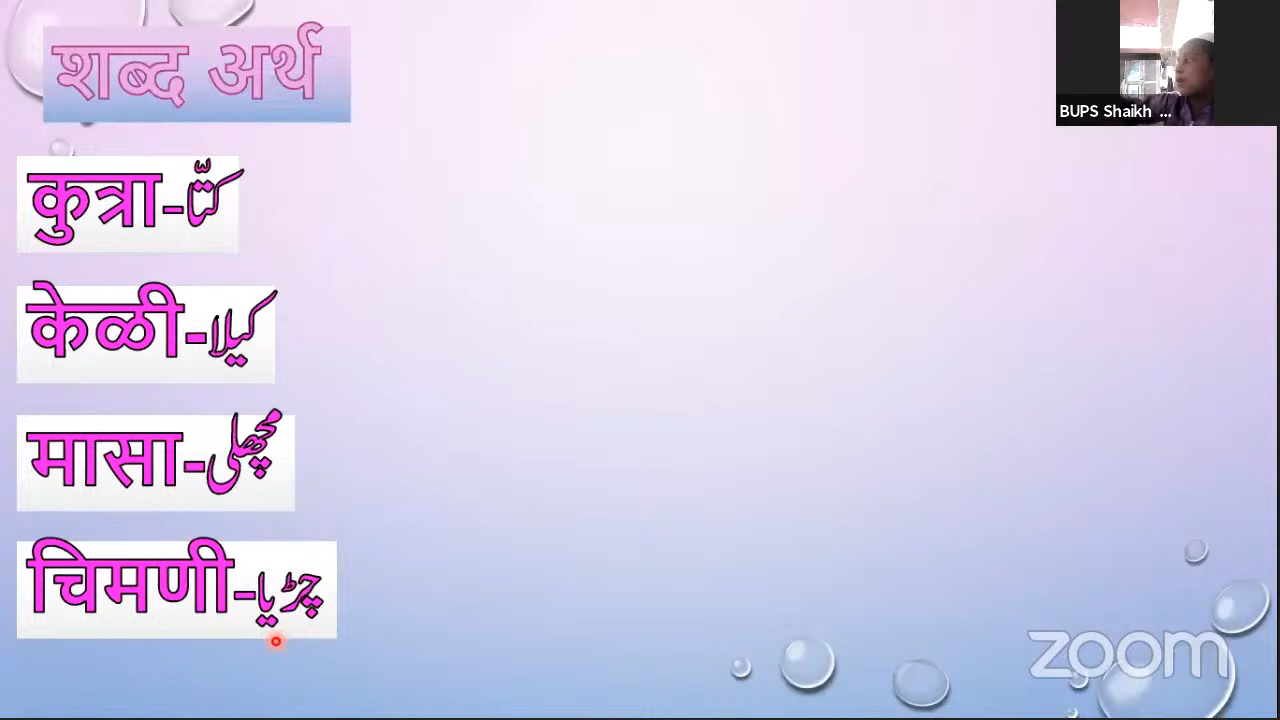 शब्द अर्थ
BUPS Shaikh ...
कुत्रा-کتّا
केळी-کیلا
मासा-مچھلی
चिमणी-چڑیا
zoom